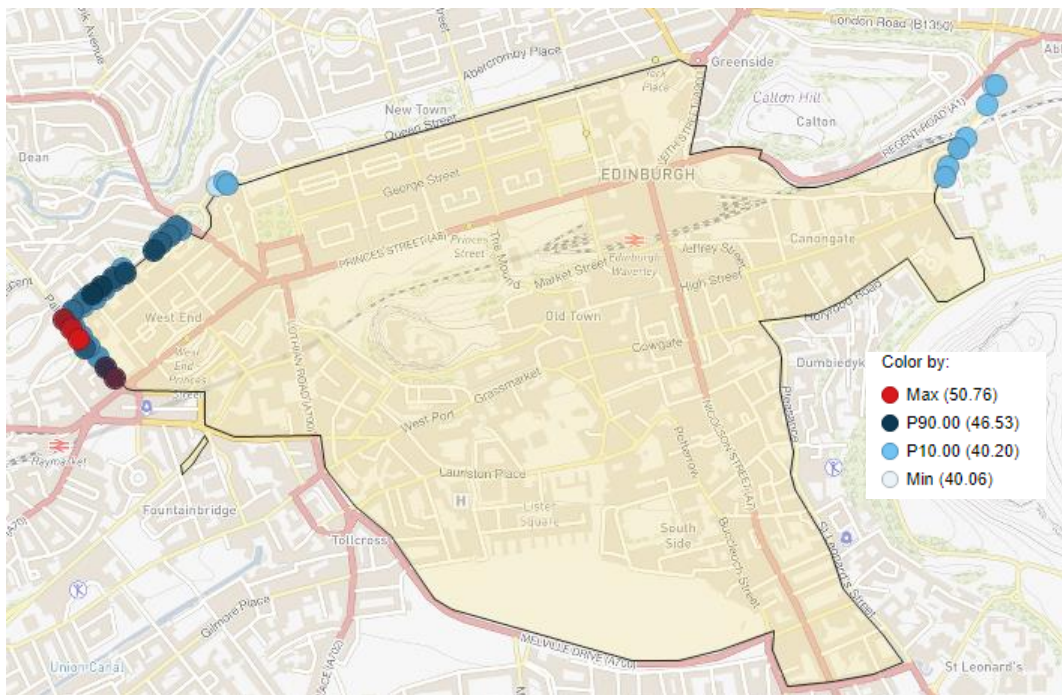 London Road (B1350)
Greenside
Abercromby Place
York
Place
Calton Hill
Calton
REGENT-ROAD (A1)
New Town
Queen Street
Dean
George Street
EDINBURGH
PRINCES STREET(A8)
Princes
Street
The Mound
Market Street
Edinburgh
Waverley
Jeffrey Street
High Street
Canongate
Holyrood Road
West End
Old Town
Cowgate
Dumbiedyk
West
End -
Princes
Street
LOTHIAN ROAD (A700)
Grassmarket
West Port
Pleasance
Color by:
Max (50.76)
P90.00 (46.53)
P10.00 (40.20)
Min (40.06)
Haymarket
Lauriston Place
Potterrow
NICOLSON-STREET(A7)
H
Lister
Square
South
Side
Fountainbridge
Tollcross
Buccleuch Street
St Leonard's Street
Gilmore Place
Union Canal
MELVILLE DRIVE (A700)
St Leonard's